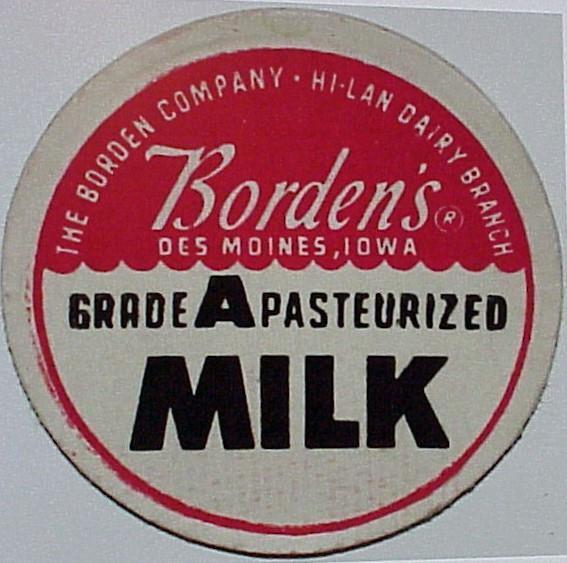 THE BORDEN COMPANY · HI-LAN DAIRY BRANCH
Borden's ®
DES MOINES, IOWA
GRADE A PASTEURIZED
MILK